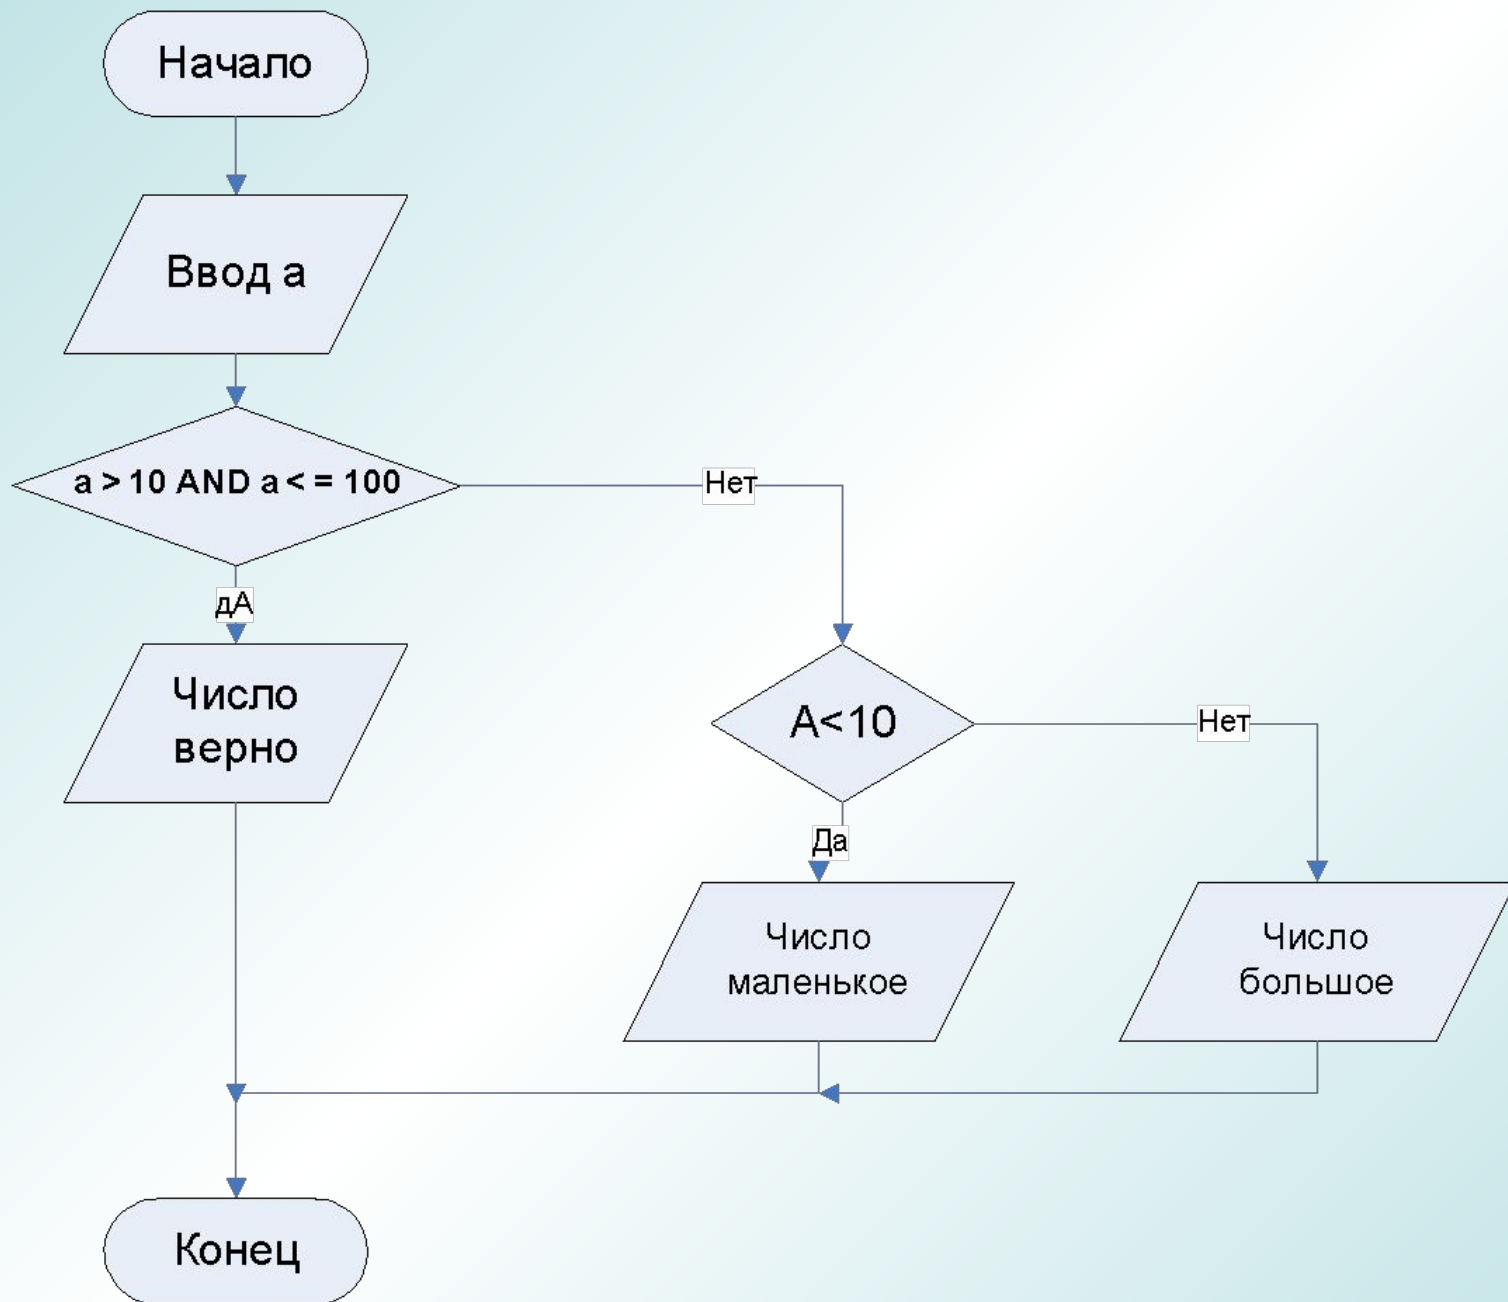 Начало
Ввод а
a > 10 AND a < = 100
Нет
дА
Число
верно
А<10
Нет
Да
Число
маленькое
Число
большое
Конец